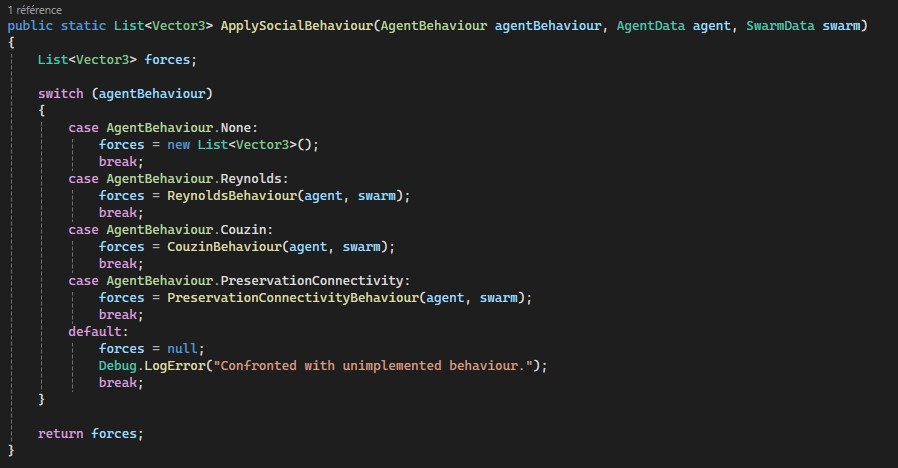 1 référence
public static List<Vector3> ApplySocialBehaviour(AgentBehaviour agentBehaviour, AgentData agent, SwarmData swarm)
{
    List<Vector3> forces;

    switch (agentBehaviour)
    {
        case AgentBehaviour.None:
            forces = new List<Vector3>();
            break;
        case AgentBehaviour.Reynolds:
            forces = ReynoldsBehaviour(agent, swarm);
            break;
        case AgentBehaviour.Couzin:
            forces = CouzinBehaviour(agent, swarm);
            break;
        case AgentBehaviour.PreservationConnectivity:
            forces = PreservationConnectivityBehaviour(agent, swarm);
            break;
        default:
            forces = null;
            Debug.LogError("Confronted with unimplemented behaviour.");
            break;
    }

    return forces;
}